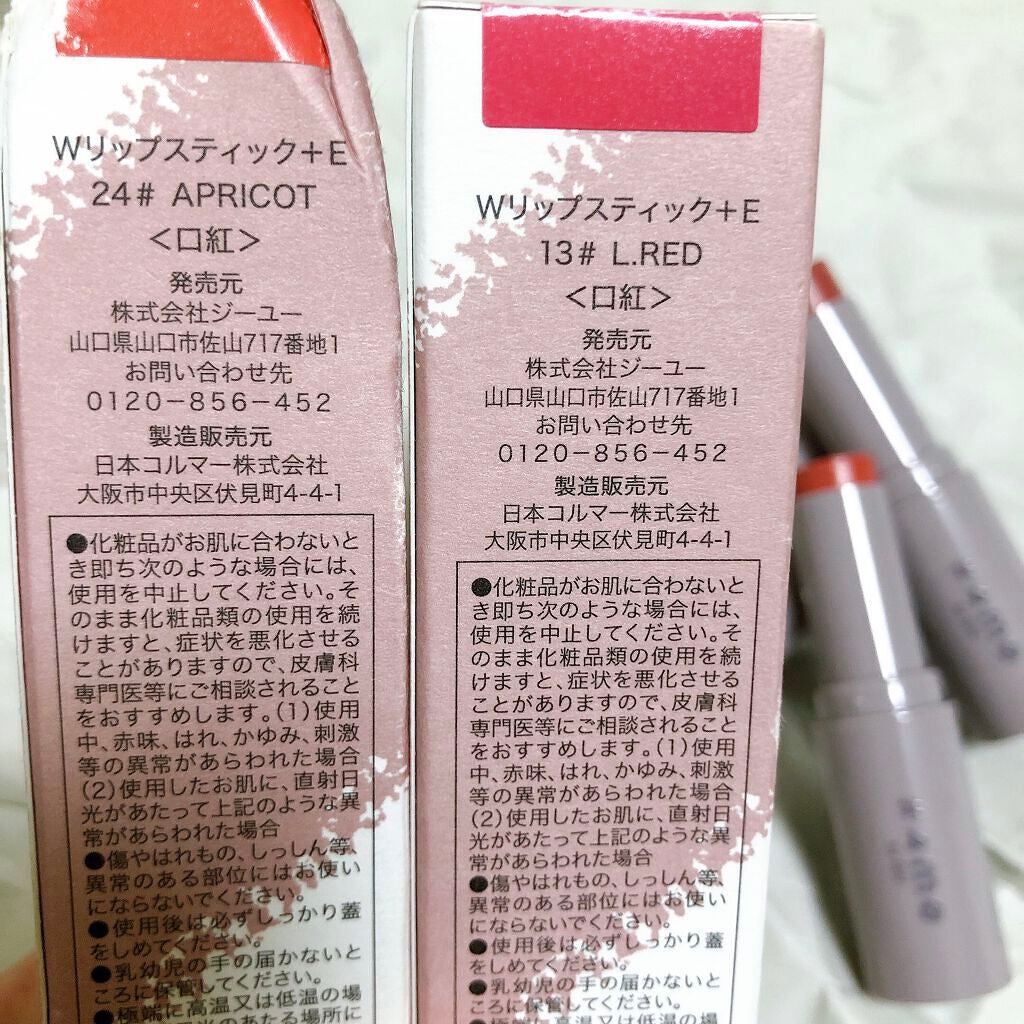 Wリップスティック+E
24# APRICOT
<口紅>
発売元
株式会社ジーユー
山口県山口市佐山717番地1
お問い合わせ先
0120-856-452
製造販売元
日本コルマー株式会社
大阪市中央区伏見町4-4-1
●化粧品がお肌に合わないと
き即ち次のような場合には、
使用を中止してください。そ
のまま化粧品類の使用を続
けますと、症状を悪化させる
ことがありますので、皮膚科
専門医等にご相談されること
をおすすめします。(1)使用
中、赤味、はれ、かゆみ、刺激
等の異常があらわれた場合
(2)使用したお肌に、直射日
光があたって上記のような異
常があらわれた場合
●傷やはれもの、しっしん等、
異常のある部位にはお使い
にならないでください。
●使用後は必ずしっかり蓋
をしめてください。
●乳幼児の手の届かないと
ころに保管してください。
●極端に高温又は低温の場
のあたる場所に
Wリップスティック+E
13# L.RED
<口紅>
発売元
株式会社ジーユー
山口県山口市佐山717番地1
お問い合わせ先
0120-856-452
製造販売元
日本コルマー株式会社
大阪市中央区伏見町4-4-1
●化粧品がお肌に合わないと
き即ち次のような場合には、
使用を中止してください。そ
のまま化粧品類の使用を続
けますと、症状を悪化させる
ことがありますので、皮膚科
専門医等にご相談されること
をおすすめします。(1)使用
中、赤味、はれ、かゆみ、刺激
等の異常があらわれた場合
(2)使用したお肌に、直射日
光があたって上記のような異
常があらわれた場合
●傷やはれもの、しっしん等、
異常のある部位にはお使い
にならないでください。
●使用後は必ずしっかり蓋
をしめてください。
●乳幼児の手の届かないと
ころに保管してください。
●極端に高温又は低温の場